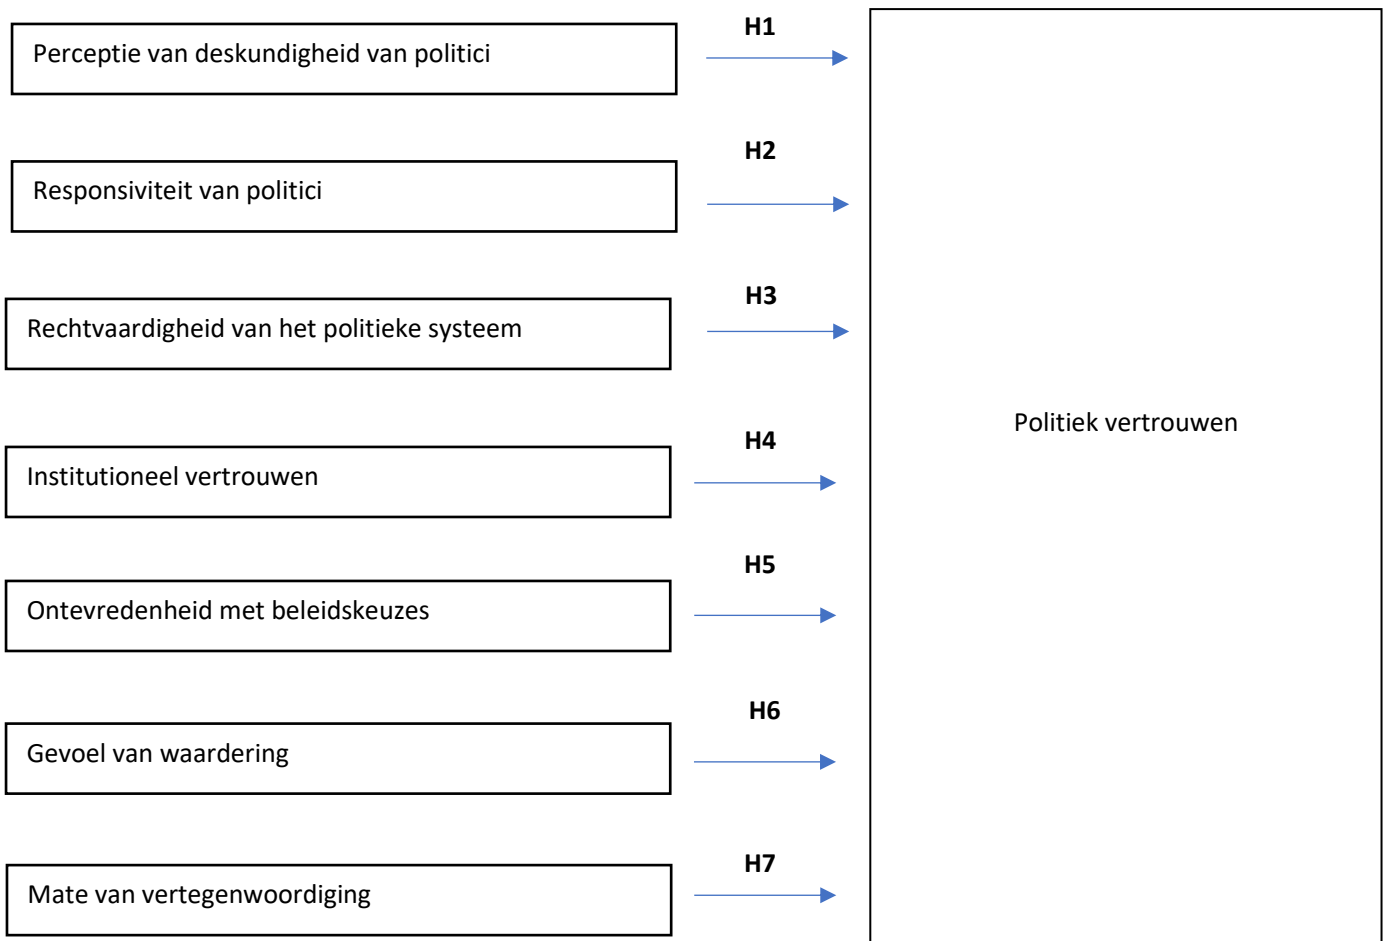 H1
Perceptie van deskundigheid van politici
H2
Responsiviteit van politici
H3
Rechtvaardigheid van het politieke systeem
Politiek vertrouwen
H4
Institutioneel vertrouwen
H5
Ontevredenheid met beleidskeuzes
H6
Gevoel van waardering
H7
Mate van vertegenwoordiging